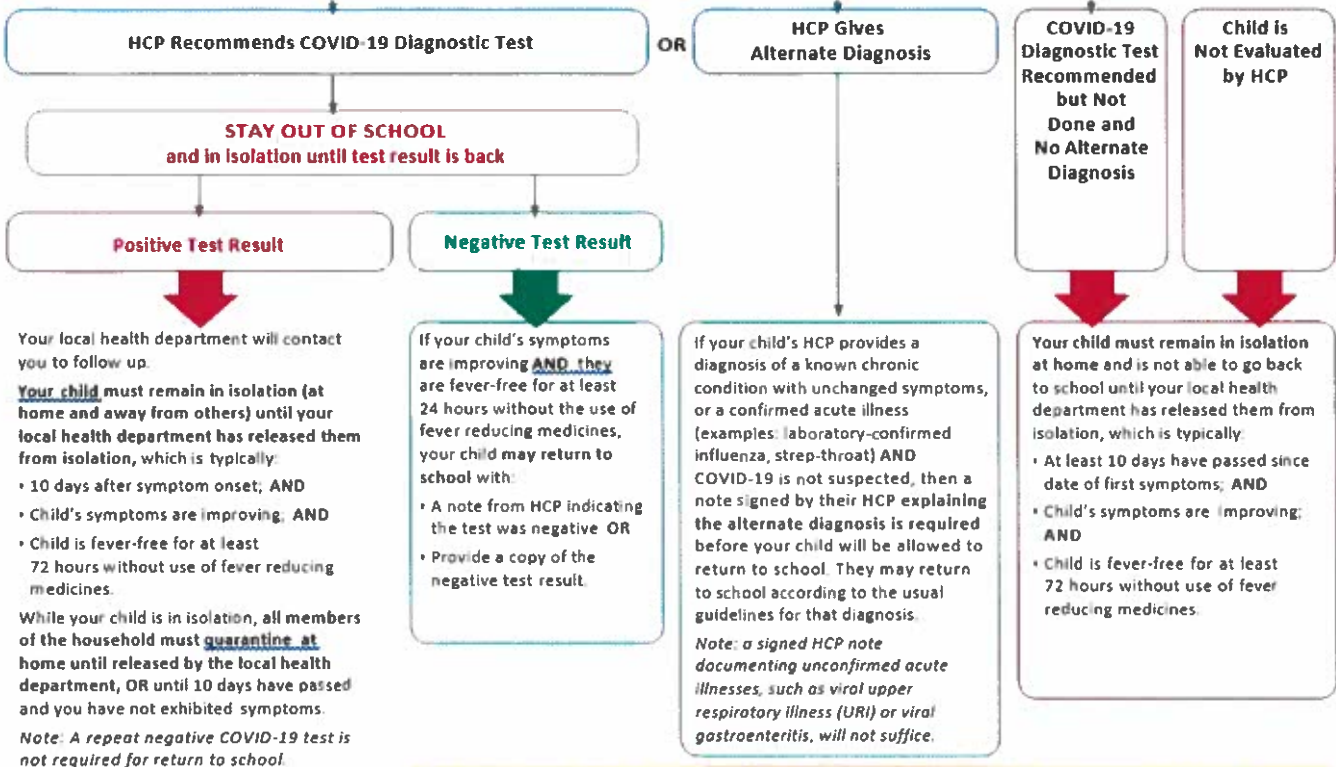 HCP Recommends COVID-19 Diagnostic Test
OR
HCP Gives
Alternate Diagnosis
COVID-19
Diagnostic Test
Recommended
but Not
Done and
No Alternate
Diagnosis
Child is
Not Evaluated
by HCP
STAY OUT OF SCHOOL
and in isolation until test result is back
Positive Test Result
Negative Test Result
Your local health department will contact
you to follow up.
Your child must remain in isolation (at
home and away from others) until your
local health department has released them
from isolation, which is typically:
• 10 days after symptom onset; AND
• Child's symptoms are improving; AND
• Child is fever-free for at least
72 hours without use of fever reducing
medicines.
While your child is in isolation, all members
of the household must quarantine at
home until released by the local health
department, OR until 10 days have passed
and you have not exhibited symptoms.
Note: A repeat negative COVID-19 test is
not required for return to school.
If your child's symptoms
are improving AND they
are fever-free for at least
24 hours without the use of
fever reducing medicines,
your child may return to
school with:
• A note from HCP indicating
the test was negative OR
• Provide a copy of the
negative test result.
If your child's HCP provides a
diagnosis of a known chronic
condition with unchanged symptoms,
or a confirmed acute illness
(examples: laboratory-confirmed
influenza, strep-throat) AND
COVID-19 is not suspected, then a
note signed by their HCP explaining
the alternate diagnosis is required
before your child will be allowed to
return to school. They may return
to school according to the usual
guidelines for that diagnosis.
Note: a signed HCP note
documenting unconfirmed acute
illnesses, such as viral upper
respiratory illness (URI) or viral
gastroenteritis, will not suffice.
Your child must remain in isolation
at home and is not able to go back
to school until your local health
department has released them from
isolation, which is typically:
• At least 10 days have passed since
date of first symptoms; AND
• Child's symptoms are improving;
AND
• Child is fever-free for at least
72 hours without use of fever
reducing medicines.